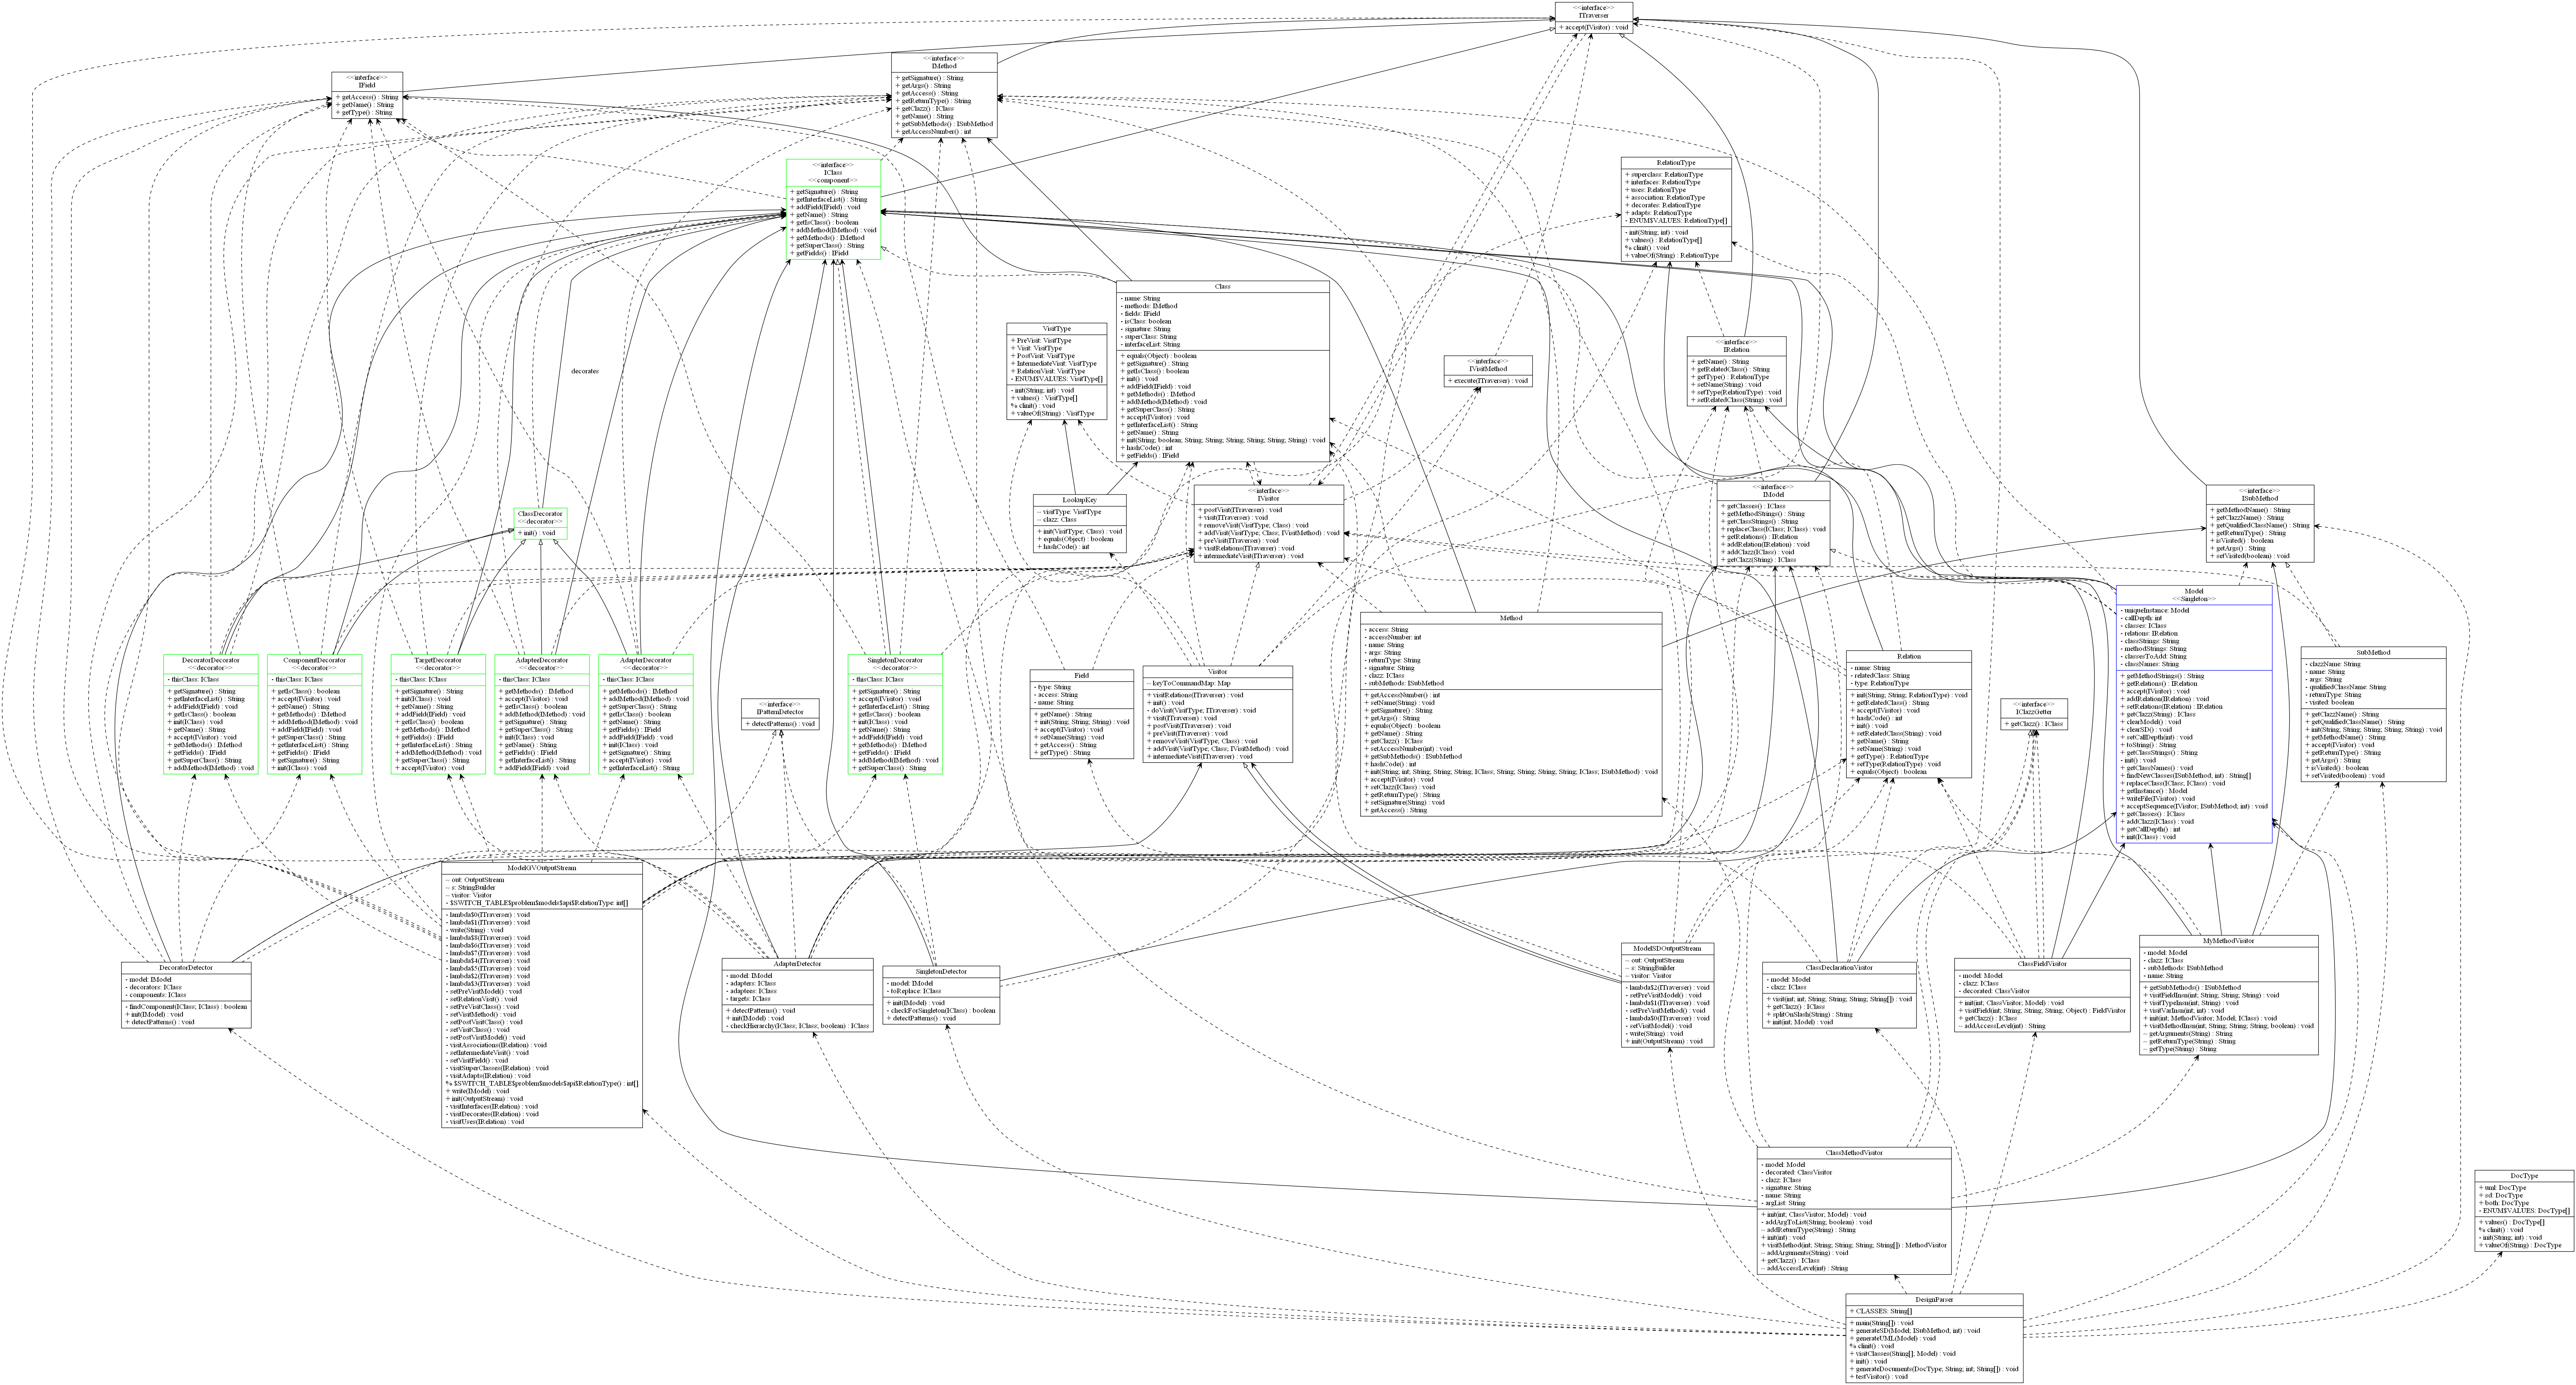 <<interface>>
ITraverser
+ accept(IVisitor) : void
<<interface>>
IMethod
+ getSignature() : String
+ getArgs() : String
+ getAccess() : String
+ getReturnType() : String
+ getClazz() : IClass
+ getName() : String
+ getSubMethods() : ISubMethod
+ getAccessNumber() : int
<<interface>>
IField
+ getAccess() : String
+ getName() : String
+ getType() : String
<<interface>>
IClass
<<component>>
+ getSignature() : String
+ getInterfaceList() : String
+ addField(IField) : void
+ getName() : String
+ getIsClass() : boolean
+ addMethod(IMethod) : void
+ getMethods() : IMethod
+ getSuperClass() : String
+ getFields() : IField
RelationType
+ superclass: RelationType
+ interfaces: RelationType
+ uses: RelationType
+ association: RelationType
+ decorates: RelationType
+ adapts: RelationType
- ENUM$VALUES: RelationType[]
- init(String; int) : void
+ values() : RelationType[]
% clinit() : void
+ valueOf(String) : RelationType
Class
- name: String
- methods: IMethod
- fields: IField
- isClass: boolean
- signature: String
- superClass: String
- interfaceList: String
+ equals(Object) : boolean
+ getSignature() : String
+ getIsClass() : boolean
+ init() : void
+ addField(IField) : void
+ getMethods() : IMethod
+ addMethod(IMethod) : void
+ getSuperClass() : String
+ accept(IVisitor) : void
+ getInterfaceList() : String
+ getName() : String
+ init(String; boolean; String; String; String; String; String; String) : void
+ hashCode() : int
+ getFields() : IField
VisitType
+ PreVisit: VisitType
+ Visit: VisitType
+ PostVisit: VisitType
+ IntermediateVisit: VisitType
+ RelationVisit: VisitType
- ENUM$VALUES: VisitType[]
- init(String; int) : void
+ values() : VisitType[]
% clinit() : void
+ valueOf(String) : VisitType
<<interface>>
IVisitMethod
+ execute(ITraverser) : void
<<interface>>
IRelation
+ getName() : String
+ getRelatedClass() : String
+ getType() : RelationType
+ setName(String) : void
+ setType(RelationType) : void
+ setRelatedClass(String) : void
decorates
LookupKey
-- visitType: VisitType
-- clazz: Class
+ init(VisitType; Class) : void
+ equals(Object) : boolean
+ hashCode() : int
<<interface>>
IVisitor
+ postVisit(ITraverser) : void
+ visit(ITraverser) : void
+ removeVisit(VisitType; Class) : void
+ addVisit(VisitType; Class; IVisitMethod) : void
+ preVisit(ITraverser) : void
+ visitRelations(ITraverser) : void
+ intermediateVisit(ITraverser) : void
<<interface>>
IModel
+ getClasses() : IClass
+ getMethodStrings() : String
+ getClassStrings() : String
+ replaceClass(IClass; IClass) : void
+ getRelations() : IRelation
+ addRelation(IRelation) : void
+ addClazz(IClass) : void
+ getClazz(String) : IClass
<<interface>>
ISubMethod
+ getMethodName() : String
+ getClazzName() : String
+ getQualifiedClassName() : String
+ getReturnType() : String
+ isVisited() : boolean
+ getArgs() : String
+ setVisited(boolean) : void
ClassDecorator
<<decorator>>
+ init() : void
DecoratorDecorator
<<decorator>>
- thisClass: IClass
+ getSignature() : String
+ getInterfaceList() : String
+ addField(IField) : void
+ getIsClass() : boolean
+ init(IClass) : void
+ getName() : String
+ accept(IVisitor) : void
+ getMethods() : IMethod
+ getFields() : IField
+ getSuperClass() : String
+ addMethod(IMethod) : void
ComponentDecorator
<<decorator>>
- thisClass: IClass
+ getIsClass() : boolean
+ accept(IVisitor) : void
+ getName() : String
+ getMethods() : IMethod
+ addMethod(IMethod) : void
+ addField(IField) : void
+ getSuperClass() : String
+ getInterfaceList() : String
+ getFields() : IField
+ getSignature() : String
+ init(IClass) : void
TargetDecorator
<<decorator>>
- thisClass: IClass
+ getSignature() : String
+ init(IClass) : void
+ getName() : String
+ addField(IField) : void
+ getIsClass() : boolean
+ getMethods() : IMethod
+ getFields() : IField
+ getInterfaceList() : String
+ addMethod(IMethod) : void
+ getSuperClass() : String
+ accept(IVisitor) : void
AdapterDecorator
<<decorator>>
- thisClass: IClass
+ getMethods() : IMethod
+ accept(IVisitor) : void
+ getIsClass() : boolean
+ addMethod(IMethod) : void
+ getSignature() : String
+ getSuperClass() : String
+ init(IClass) : void
+ getName() : String
+ getFields() : IField
+ getInterfaceList() : String
+ addField(IField) : void
AdapterDecorator
<<decorator>>
- thisClass: IClass
+ getMethods() : IMethod
+ addMethod(IMethod) : void
+ getSuperClass() : String
+ getIsClass() : boolean
+ getName() : String
+ getFields() : IField
+ addField(IField) : void
+ init(IClass) : void
+ getSignature() : String
+ accept(IVisitor) : void
+ getInterfaceList() : String
<<interface>>
IPatternDetector
+ detectPatterns() : void
SingletonDecorator
<<decorator>>
- thisClass: IClass
+ getSignature() : String
+ accept(IVisitor) : void
+ getInterfaceList() : String
+ getIsClass() : boolean
+ init(IClass) : void
+ getName() : String
+ addField(IField) : void
+ getMethods() : IMethod
+ getFields() : IField
+ addMethod(IMethod) : void
+ getSuperClass() : String
Field
- type: String
- access: String
- name: String
+ getName() : String
+ init(String; String; String) : void
+ accept(IVisitor) : void
+ setName(String) : void
+ getAccess() : String
+ getType() : String
Visitor
-- keyToCommandMap: Map
+ visitRelations(ITraverser) : void
+ init() : void
- doVisit(VisitType; ITraverser) : void
+ visit(ITraverser) : void
+ postVisit(ITraverser) : void
+ preVisit(ITraverser) : void
+ removeVisit(VisitType; Class) : void
+ addVisit(VisitType; Class; IVisitMethod) : void
+ intermediateVisit(ITraverser) : void
Method
- access: String
- accessNumber: int
- name: String
- args: String
- returnType: String
- signature: String
- clazz: IClass
- subMethods: ISubMethod
+ getAccessNumber() : int
+ setName(String) : void
+ getSignature() : String
+ getArgs() : String
+ equals(Object) : boolean
+ getName() : String
+ getClazz() : IClass
+ setAccessNumber(int) : void
+ getSubMethods() : ISubMethod
+ hashCode() : int
+ init(String; int; String; String; String; IClass; String; String; String; String; IClass; ISubMethod) : void
+ accept(IVisitor) : void
+ setClazz(IClass) : void
+ getReturnType() : String
+ setSignature(String) : void
+ getAccess() : String
Relation
- name: String
- relatedClass: String
- type: RelationType
+ init(String; String; RelationType) : void
+ getRelatedClass() : String
+ accept(IVisitor) : void
+ hashCode() : int
+ init() : void
+ setRelatedClass(String) : void
+ getName() : String
+ setName(String) : void
+ getType() : RelationType
+ setType(RelationType) : void
+ equals(Object) : boolean
<<interface>>
IClazzGetter
+ getClazz() : IClass
Model
<<Singleton>>
- uniqueInstance: Model
- callDepth: int
- classes: IClass
- relations: IRelation
- classStrings: String
- methodStrings: String
- classesToAdd: String
- classNames: String
+ getMethodStrings() : String
+ getRelations() : IRelation
+ accept(IVisitor) : void
+ addRelation(IRelation) : void
+ setRelations(IRelation) : IRelation
+ getClazz(String) : IClass
+ clearModel() : void
+ clearSD() : void
+ setCallDepth(int) : void
+ toString() : String
+ getClassStrings() : String
- init() : void
+ getClassNames() : String
+ findNewClasses(ISubMethod; int) : String[]
+ replaceClass(IClass; IClass) : void
+ getInstance() : Model
+ writeFile(IVisitor) : void
+ acceptSequence(IVisitor; ISubMethod; int) : void
+ getClasses() : IClass
+ addClazz(IClass) : void
+ getCallDepth() : int
+ init(IClass) : void
SubMethod
- clazzName: String
- name: String
- args: String
- qualifiedClassName: String
- returnType: String
- visited: boolean
+ getClazzName() : String
+ getQualifiedClassName() : String
+ init(String; String; String; String; String) : void
+ getMethodName() : String
+ accept(IVisitor) : void
+ getReturnType() : String
+ getArgs() : String
+ isVisited() : boolean
+ setVisited(boolean) : void
DecoratorDetector
- model: IModel
- decorators: IClass
- components: IClass
- findComponent(IClass; IClass) : boolean
+ init(IModel) : void
+ detectPatterns() : void
ModelGVOutputStream
-- out: OutputStream
-- s: StringBuilder
-- visitor: Visitor
- $SWITCH_TABLE$problem$models$api$RelationType: int[]
- lambda$0(ITraverser) : void
- lambda$1(ITraverser) : void
- write(String) : void
- lambda$8(ITraverser) : void
- lambda$6(ITraverser) : void
- lambda$7(ITraverser) : void
- lambda$4(ITraverser) : void
- lambda$5(ITraverser) : void
- lambda$2(ITraverser) : void
- lambda$3(ITraverser) : void
- setPreVisitModel() : void
- setRelationVisit() : void
- setPreVisitClass() : void
- setVisitMethod() : void
- setPostVisitClass() : void
- setVisitClass() : void
- setPostVisitModel() : void
- visitAssociations(IRelation) : void
- setIntermediateVisit() : void
- setVisitField() : void
- visitSuperClasses(IRelation) : void
- visitAdapts(IRelation) : void
% $SWITCH_TABLE$problem$models$api$RelationType() : int[]
+ write(IModel) : void
+ init(OutputStream) : void
- visitInterfaces(IRelation) : void
- visitDecorates(IRelation) : void
- visitUses(IRelation) : void
AdapterDetector
- model: IModel
- adapters: IClass
- adaptees: IClass
- targets: IClass
+ detectPatterns() : void
+ init(IModel) : void
- checkHierarchy(IClass; IClass; boolean) : IClass
SingletonDetector
- model: IModel
- toReplace: IClass
+ init(IModel) : void
- checkForSingleton(IClass) : boolean
+ detectPatterns() : void
ModelSDOutputStream
-- out: OutputStream
-- s: StringBuilder
-- visitor: Visitor
- lambda$2(ITraverser) : void
- setPreVisitModel() : void
- lambda$1(ITraverser) : void
- setPreVisitMethod() : void
- lambda$0(ITraverser) : void
- setVisitModel() : void
- write(String) : void
+ init(OutputStream) : void
ClassDeclarationVisitor
- model: Model
- clazz: IClass
+ visit(int; int; String; String; String; String[]) : void
+ getClazz() : IClass
+ splitOnSlash(String) : String
+ init(int; Model) : void
ClassFieldVisitor
- model: Model
- clazz: IClass
- decorated: ClassVisitor
+ init(int; ClassVisitor; Model) : void
+ visitField(int; String; String; String; Object) : FieldVisitor
+ getClazz() : IClass
-- addAccessLevel(int) : String
MyMethodVisitor
- model: Model
- clazz: IClass
- subMethods: ISubMethod
- name: String
+ getSubMethods() : ISubMethod
+ visitFieldInsn(int; String; String; String) : void
+ visitTypeInsn(int; String) : void
+ visitVarInsn(int; int) : void
+ init(int; MethodVisitor; Model; IClass) : void
+ visitMethodInsn(int; String; String; String; boolean) : void
-- getArguments(String) : String
-- getReturnType(String) : String
-- getType(String) : String
ClassMethodVisitor
- model: Model
- decorated: ClassVisitor
- clazz: IClass
- signature: String
- name: String
- argList: String
+ init(int; ClassVisitor; Model) : void
- addArgToList(String; boolean) : void
-- addReturnType(String) : String
+ init(int) : void
+ visitMethod(int; String; String; String; String[]) : MethodVisitor
-- addArguments(String) : void
+ getClazz() : IClass
-- addAccessLevel(int) : String
DocType
+ uml: DocType
+ sd: DocType
+ both: DocType
- ENUM$VALUES: DocType[]
+ values() : DocType[]
% clinit() : void
- init(String; int) : void
+ valueOf(String) : DocType
DesignParser
+ CLASSES: String[]
+ main(String[]) : void
+ generateSD(Model; ISubMethod; int) : void
+ generateUML(Model) : void
% clinit() : void
+ visitClasses(String[]; Model) : void
+ init() : void
+ generateDocuments(DocType; String; int; String[]) : void
+ testVisitor() : void